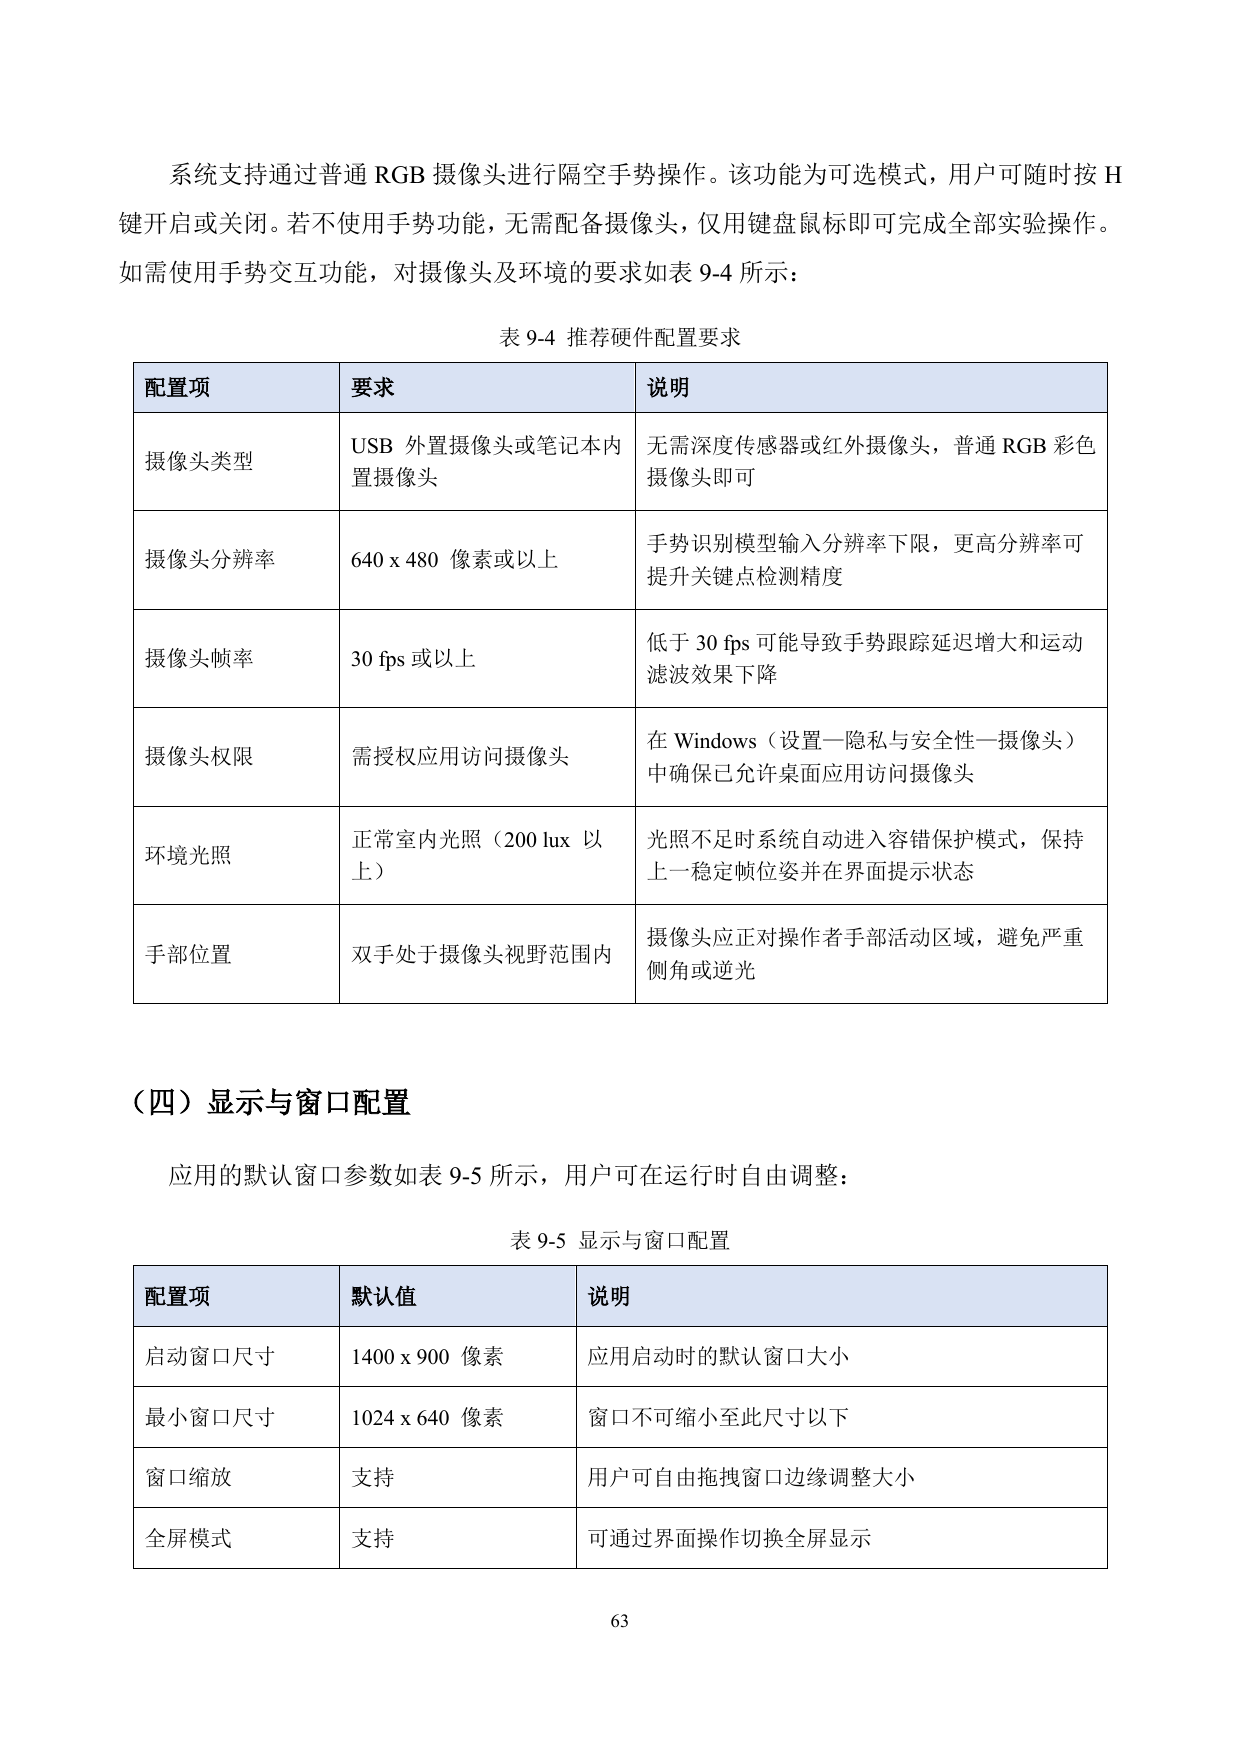 系统支持通过普通 RGB 摄像头进行隔空手势操作。该功能为可选模式，用户可随时按 H
键开启或关闭。若不使用手势功能，无需配备摄像头，仅用键盘鼠标即可完成全部实验操作。
如需使用手势交互功能，对摄像头及环境的要求如表 9-4 所示：
表 9-4 推荐硬件配置要求
配置项 要求 说明
摄像头类型
USB 外置摄像头或笔记本内
置摄像头
无需深度传感器或红外摄像头，普通 RGB 彩色
摄像头即可
摄像头分辨率
640 x 480 像素或以上
手势识别模型输入分辨率下限，更高分辨率可
提升关键点检测精度
摄像头帧率
30 fps 或以上
低于 30 fps 可能导致手势跟踪延迟增大和运动
滤波效果下降
摄像头权限
需授权应用访问摄像头
在 Windows（设置—隐私与安全性—摄像头）
中确保已允许桌面应用访问摄像头
环境光照
正常室内光照（200 lux 以
上）
光照不足时系统自动进入容错保护模式，保持
上一稳定帧位姿并在界面提示状态
手部位置
双手处于摄像头视野范围内
摄像头应正对操作者手部活动区域，避免严重
侧角或逆光
（四）显示与窗口配置
应用的默认窗口参数如表 9-5 所示，用户可在运行时自由调整：
表 9-5 显示与窗口配置
配置项 默认值 说明
启动窗口尺寸 1400 x 900 像素 应用启动时的默认窗口大小
最小窗口尺寸 1024 x 640 像素 窗口不可缩小至此尺寸以下
窗口缩放 支持 用户可自由拖拽窗口边缘调整大小
全屏模式 支持 可通过界面操作切换全屏显示
63